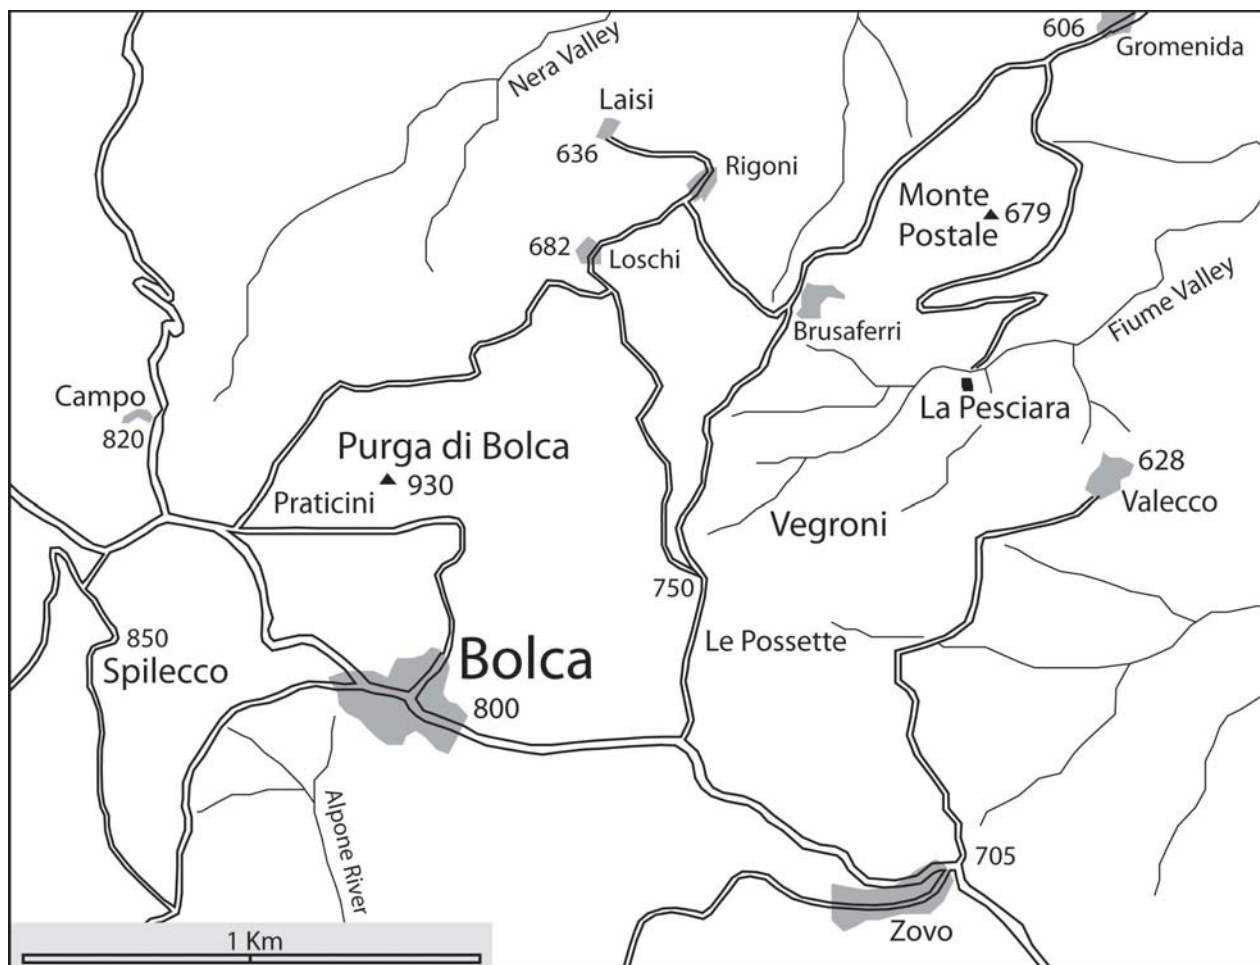 606
Gromenida
Nera Valley
Laisi
636
Rigoni
Monte
Postale
679
682
Loschi
Fiume Valley
Brusaferri
Campo
820
La Pesciara
Purga di Bolca
930
Praticini
628
Valecco
Vegroni
750
850
Spilecco
Bolca
800
Le Possette
Alpone River
705
Zovo
1 Km